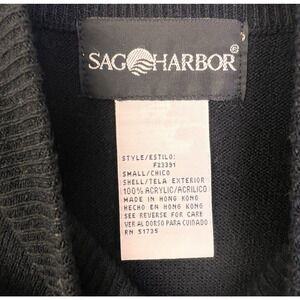 SAG HARBOR®
STYLE/ESTILO:
F23391
SMALL/CHICO
SHELL/TELA EXTERIOR
100% ACRYLIC/ACRILICO
MADE IN HONG KONG
HECHO EN HONG KONG
SEE REVERSE FOR CARE
VER AL DORSO PARA CUIDADO
RN 51735